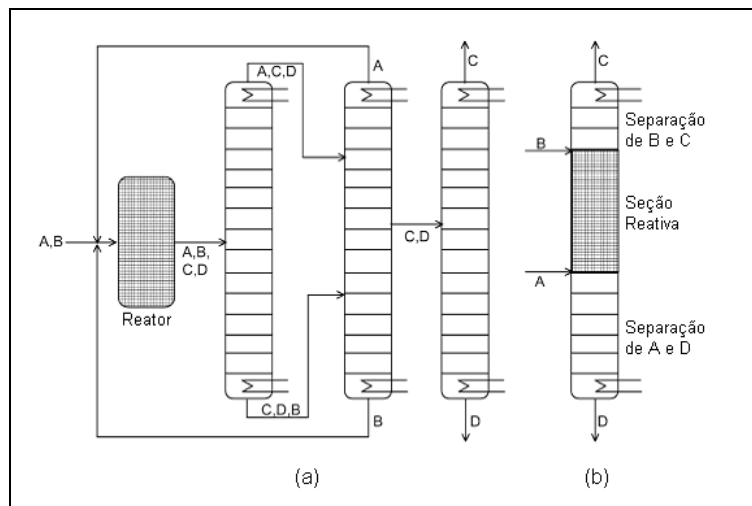 A
A,C,D
C
C
Separação
de B e C
B
A,B
A,B,
C,D
C,D
Seção
Reativa
A
Reator
Separação
de A e D
C,D,B
B
D
D
(a)
(b)